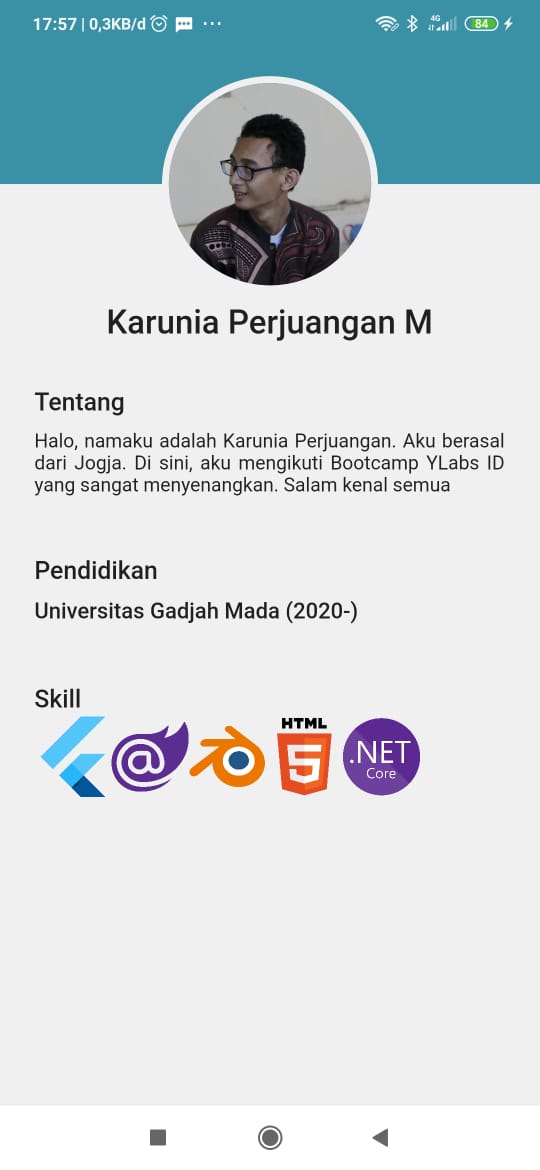 17:57 | 0,3KB/d
4G
84
Karunia Perjuangan M
Tentang
Halo, namaku adalah Karunia Perjuangan. Aku berasal
dari Jogja. Di sini, aku mengikuti Bootcamp YLabs ID
yang sangat menyenangkan. Salam kenal semua
Pendidikan
Universitas Gadjah Mada (2020-)
Skill
@
HTML
5
.NET
Core